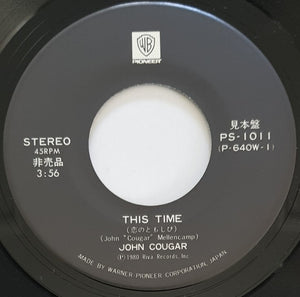 WB
PIONEER
STEREO
45RPM
非売品
3:56
見本盤
PS-1011
(P-640W-1)
THIS TIME
(恋のともしび)
(John "Cougar" Mellencamp)
JOHN COUGAR
℗ 1980 Riva Records, Inc.
MADE BY WARNER-PIONEER CORPORATION, JAPAN